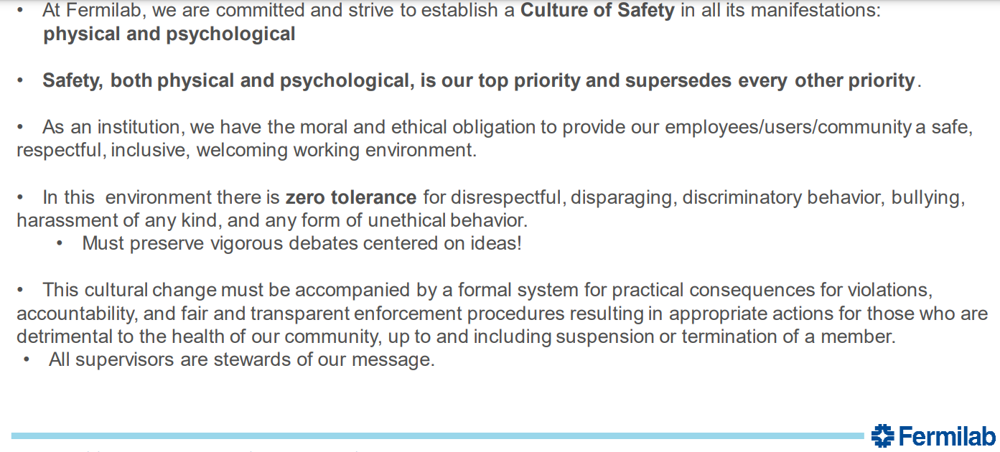 • At Fermilab, we are committed and strive to establish a Culture of Safety in all its manifestations:
physical and psychological
• Safety, both physical and psychological, is our top priority and supersedes every other priority.
• As an institution, we have the moral and ethical obligation to provide our employees/users/community a safe,
respectful, inclusive, welcoming working environment.
• In this environment there is zero tolerance for disrespectful, disparaging, discriminatory behavior, bullying,
harassment of any kind, and any form of unethical behavior.
• Must preserve vigorous debates centered on ideas!
• This cultural change must be accompanied by a formal system for practical consequences for violations,
accountability, and fair and transparent enforcement procedures resulting in appropriate actions for those who are
detrimental to the health of our community, up to and including suspension or termination of a member.
• All supervisors are stewards of our message.
Fermilab